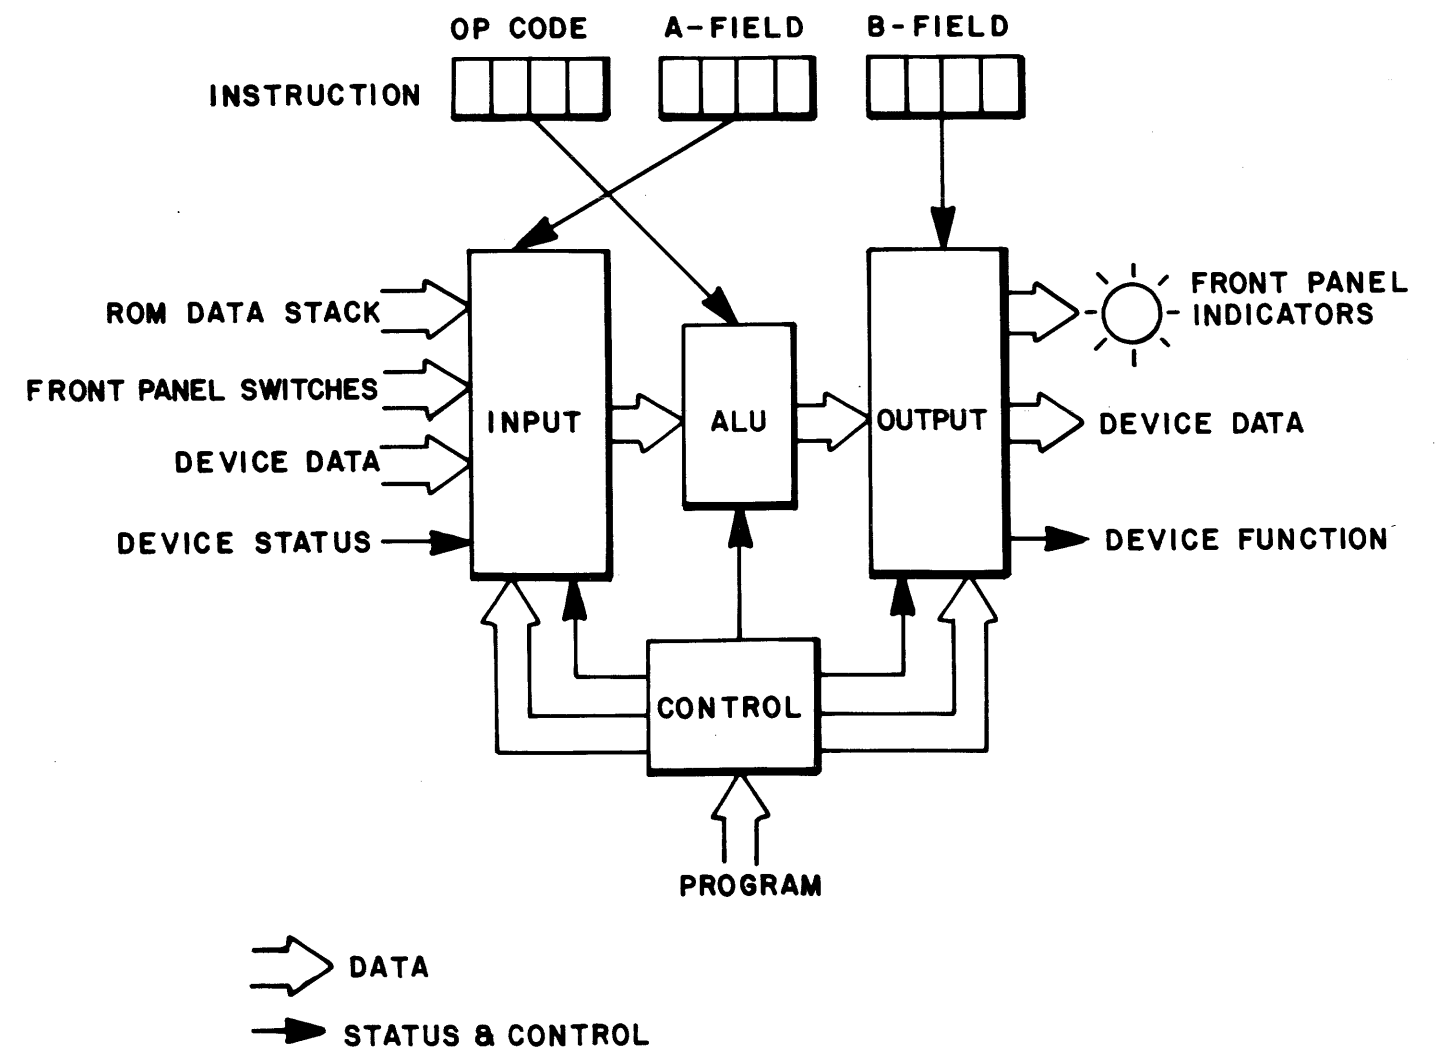 OP CODE
A-FIELD
B-FIELD
INSTRUCTION
ROM DATA STACK
FRONT PANEL SWITCHES
DEVICE DATA
DEVICE STATUS
INPUT
ALU
OUTPUT
FRONT PANEL
INDICATORS
DEVICE DATA
DEVICE FUNCTION
CONTROL
PROGRAM
DATA
STATUS & CONTROL